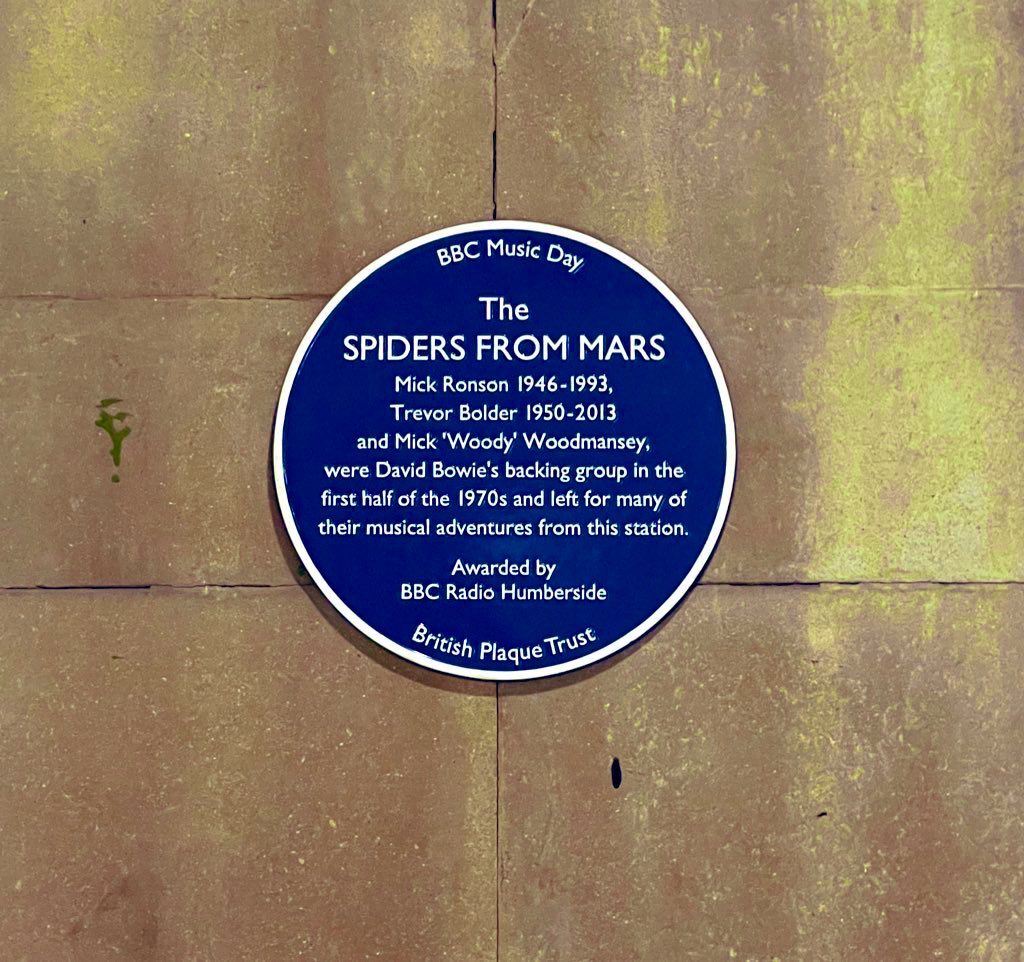 BBC Music Day
The
SPIDERS FROM MARS
Mick Ronson 1946-1993,
Trevor Bolder 1950-2013
and Mick 'Woody' Woodmansey,
were David Bowie's backing group in the
first half of the 1970s and left for many of
their musical adventures from this station.
Awarded by
BBC Radio Humberside
British Plaque Trust